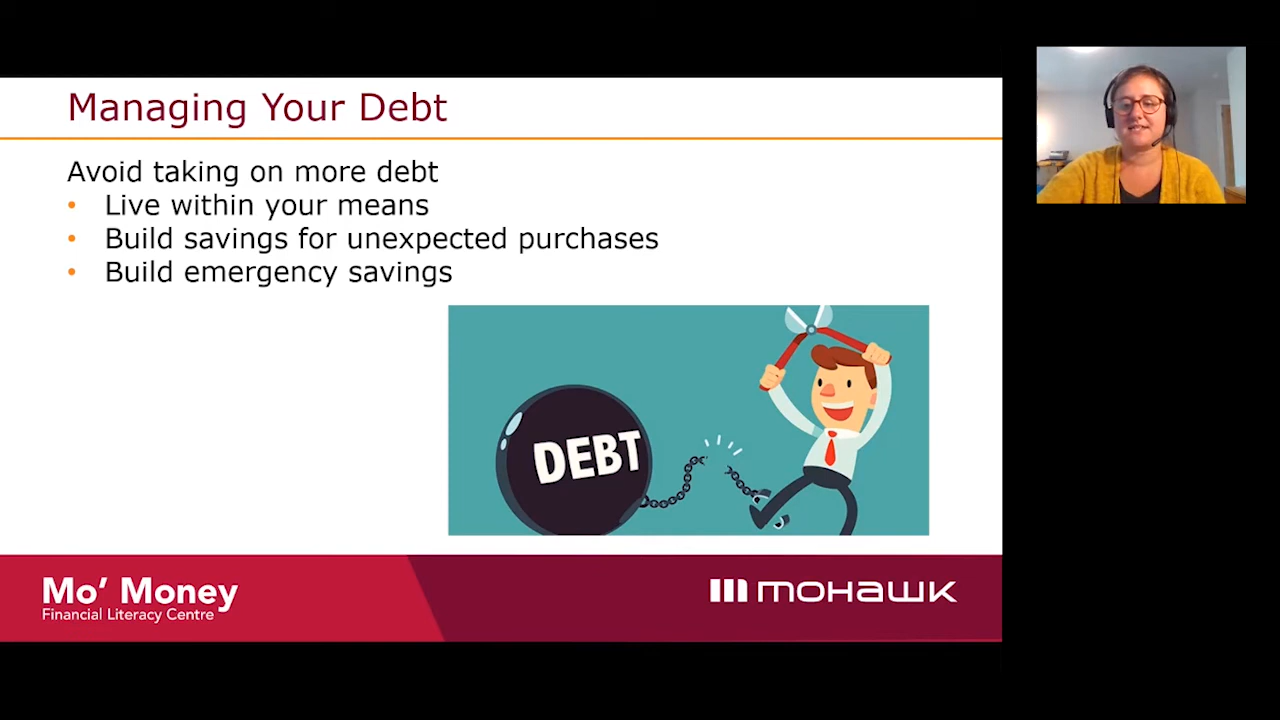 Managing Your Debt
Avoid taking on more debt
• Live within your means
• Build savings for unexpected purchases
• Build emergency savings
DEBT
Mo' Money
Financial Literacy Centre
mohawk